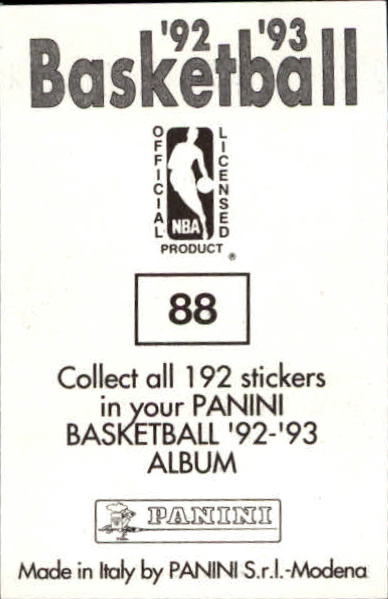 '92 '93
Basketball
OFFICIAL LICENSED
NBA
PRODUCT ®
88
Collect all 192 stickers
in your PANINI
BASKETBALL '92-'93
ALBUM
PANINI
Made in Italy by PANINI S.r.l.-Modena